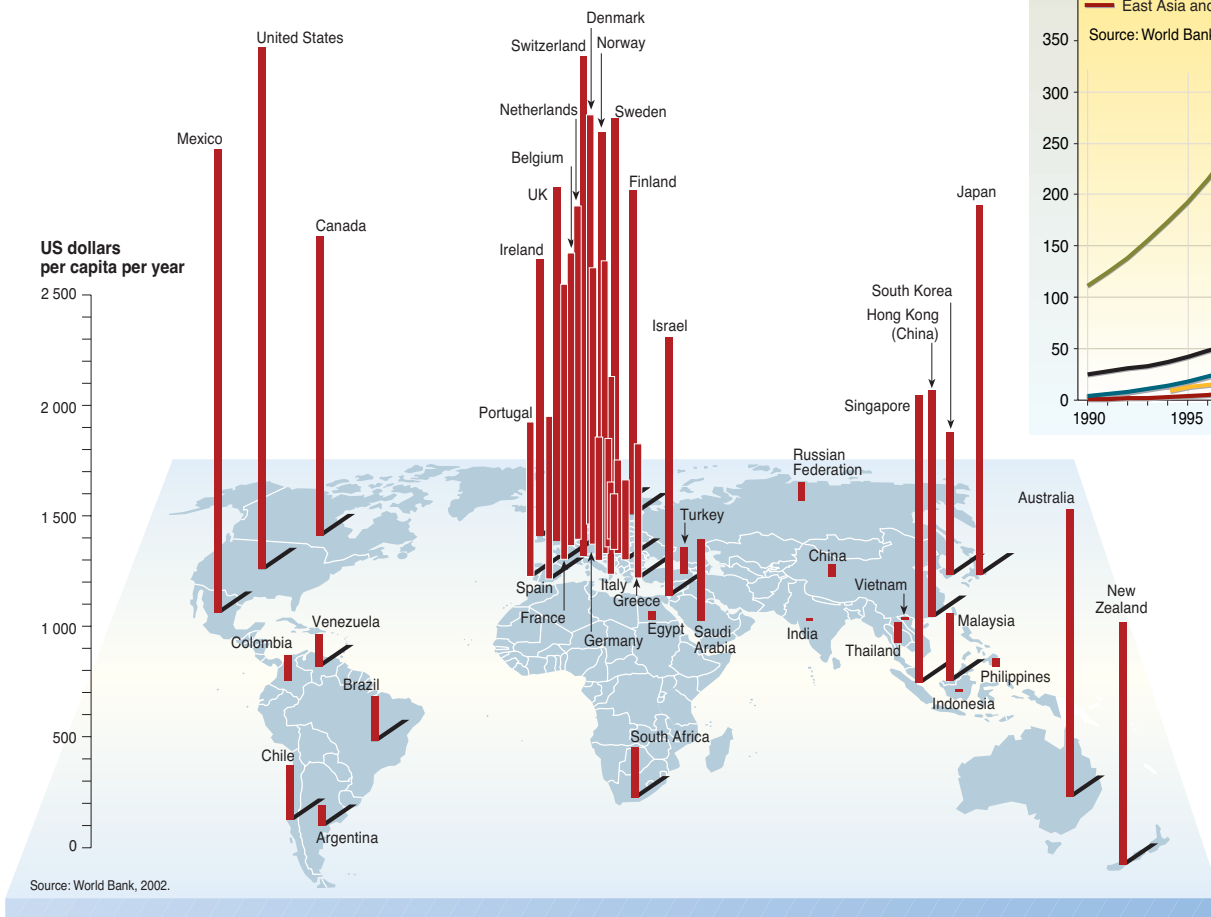 Denmark
United States
Switzerland
Norway
Netherlands
Sweden
Mexico
Belgium
UK
Finland
Japan
Canada
Ireland
US dollars
per capita per year
2 500
2 000
1 500
1 000
500
0
South Korea
Hong Kong
(China)
Israel
Singapore
Portugal
Russian
Federation
Australia
Turkey
China
Vietnam
New
Zealand
Spain
Italy
Greece
France
Egypt
Saudi
Arabia
Germany
India
Thailand
Malaysia
Philippines
Indonesia
Colombia
Venezuela
Brazil
South Africa
Chile
Argentina
Source: World Bank, 2002.
East Asia and
Source: World Bank
350
300
250
200
150
100
50
0
1990
1995